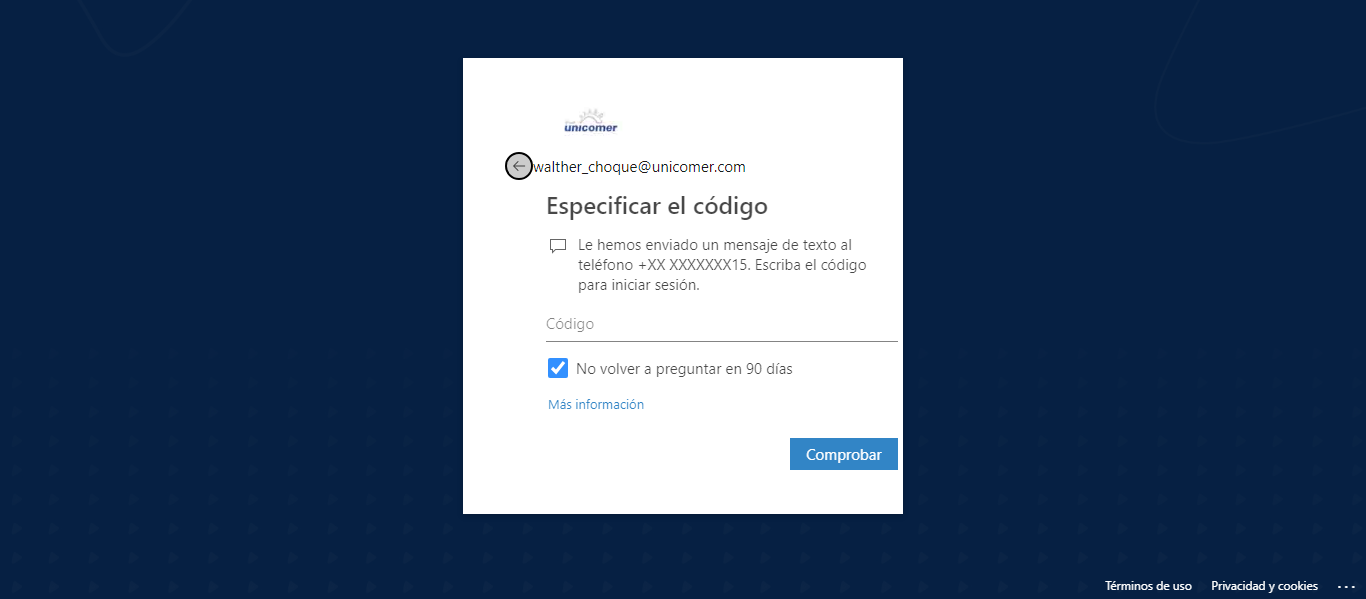 unicomer
walther_choque@unicomer.com
Especificar el código
Le hemos enviado un mensaje de texto al
teléfono +XX XXXXXXX15. Escriba el código
para iniciar sesión.
Código
No volver a preguntar en 90 días
Más información
Comprobar
Términos de uso Privacidad y cookies ...